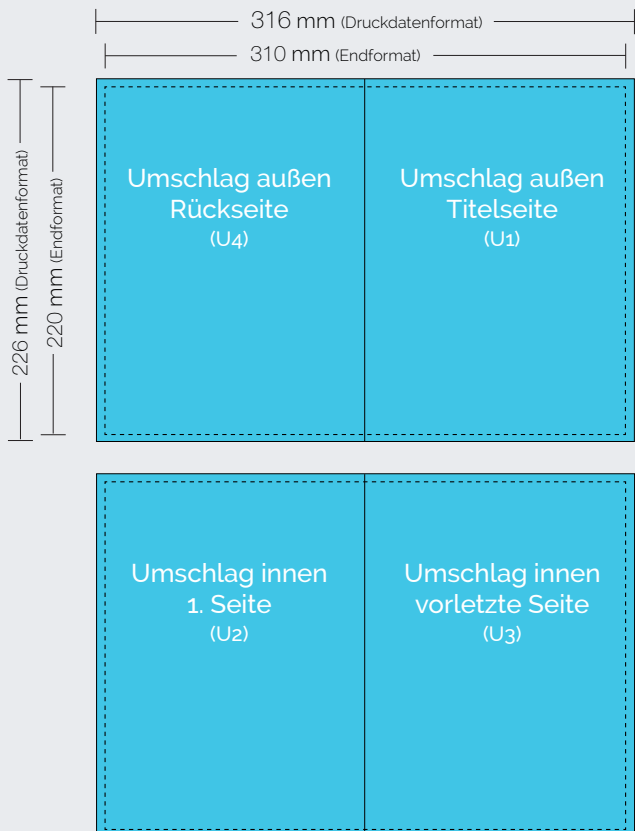 316 mm (Druckdatenformat)
310 mm (Endformat)
226 mm (Druckdatenformat)
220 mm (Endformat)
Umschlag außen
Rückseite
(U4)
Umschlag außen
Titelseite
(U1)
Umschlag innen
1. Seite
(U2)
Umschlag innen
vorletzte Seite
(U3)